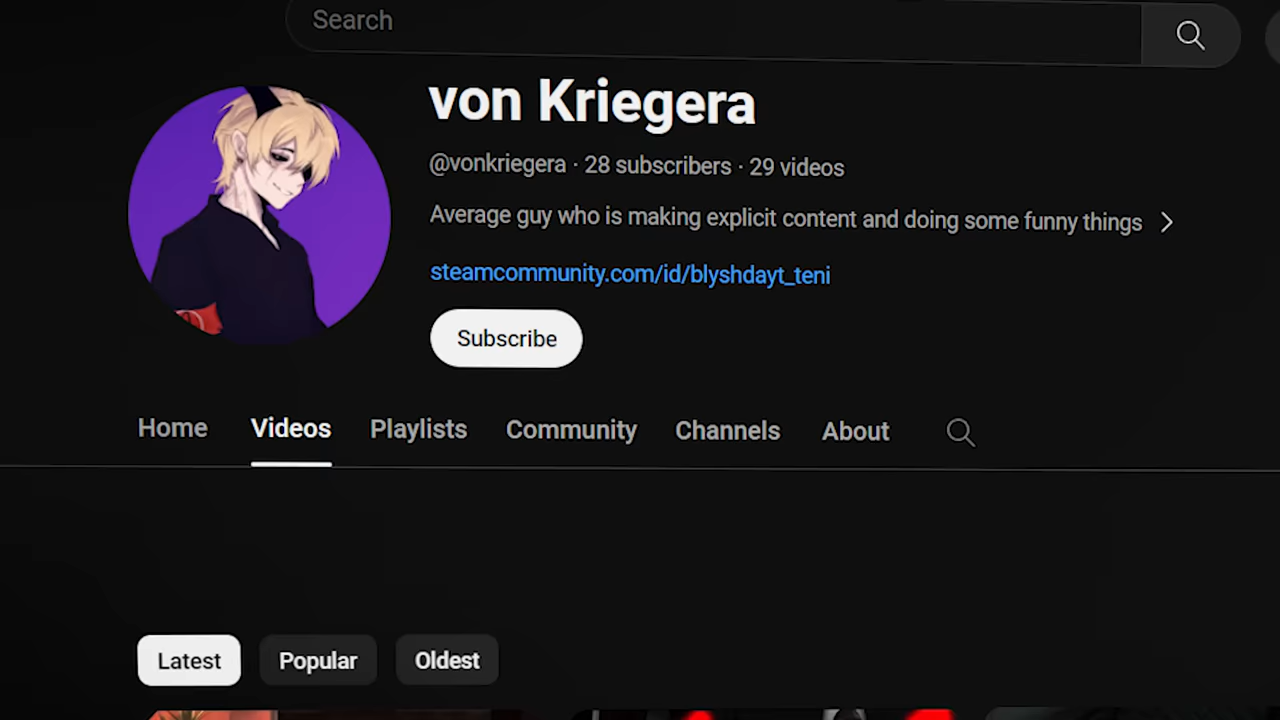 Search
von Kriegera
@vonkriegera · 28 subscribers · 29 videos
Average guy who is making explicit content and doing some funny things
steamcommunity.com/id/blyshdayt_teni
Subscribe
Home Videos Playlists Community Channels About
Latest Popular Oldest